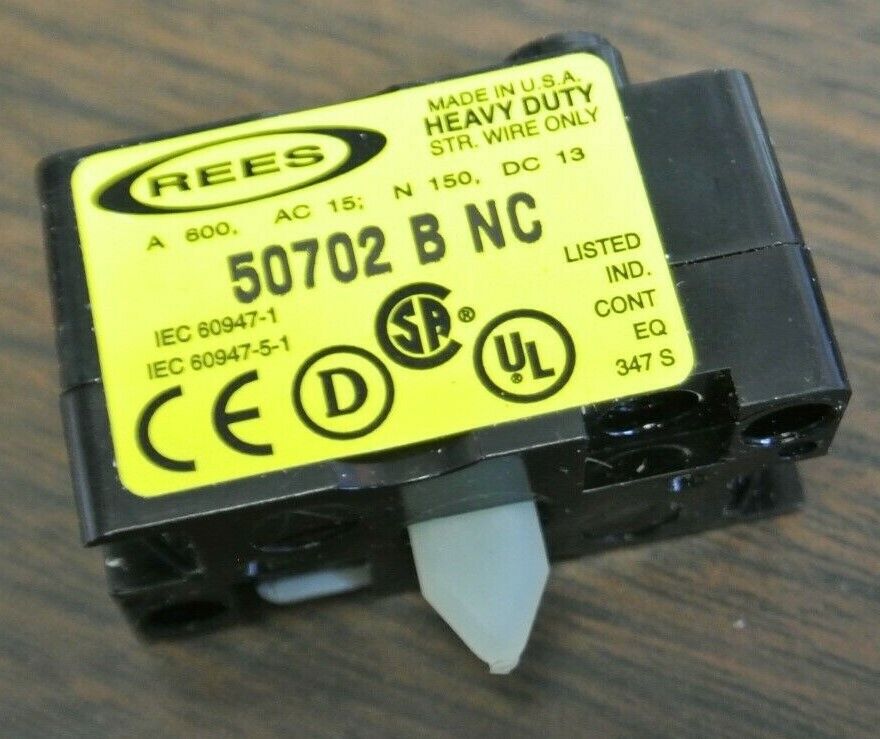 REES
MADE IN U.S.A.
HEAVY DUTY
STR. WIRE ONLY
A 600, AC 15; N 150, DC 13
50702 B NC
IEC 60947-1
IEC 60947-5-1
CE
D
CSA®
UL®
LISTED
IND.
CONT
EQ
347 S